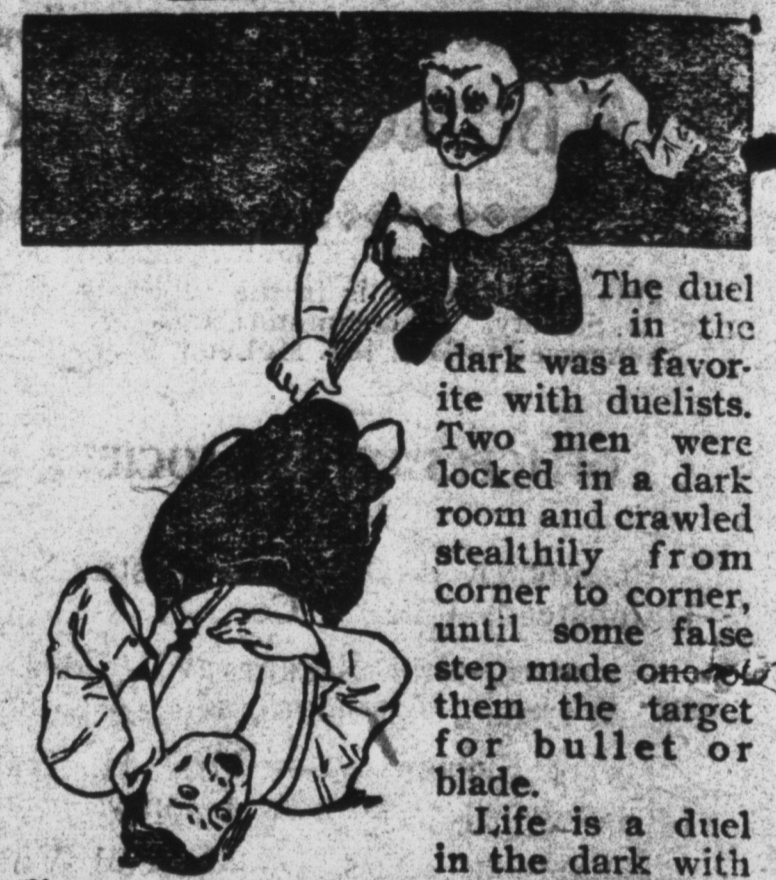 The duel
in the
dark was a favor-
ite with duelists.
Two men were
locked in a dark
room and crawled
stealthily from
corner to corner,
until some false
step made one of
them the target
for bullet or
blade.
Life is a duel
in the dark with